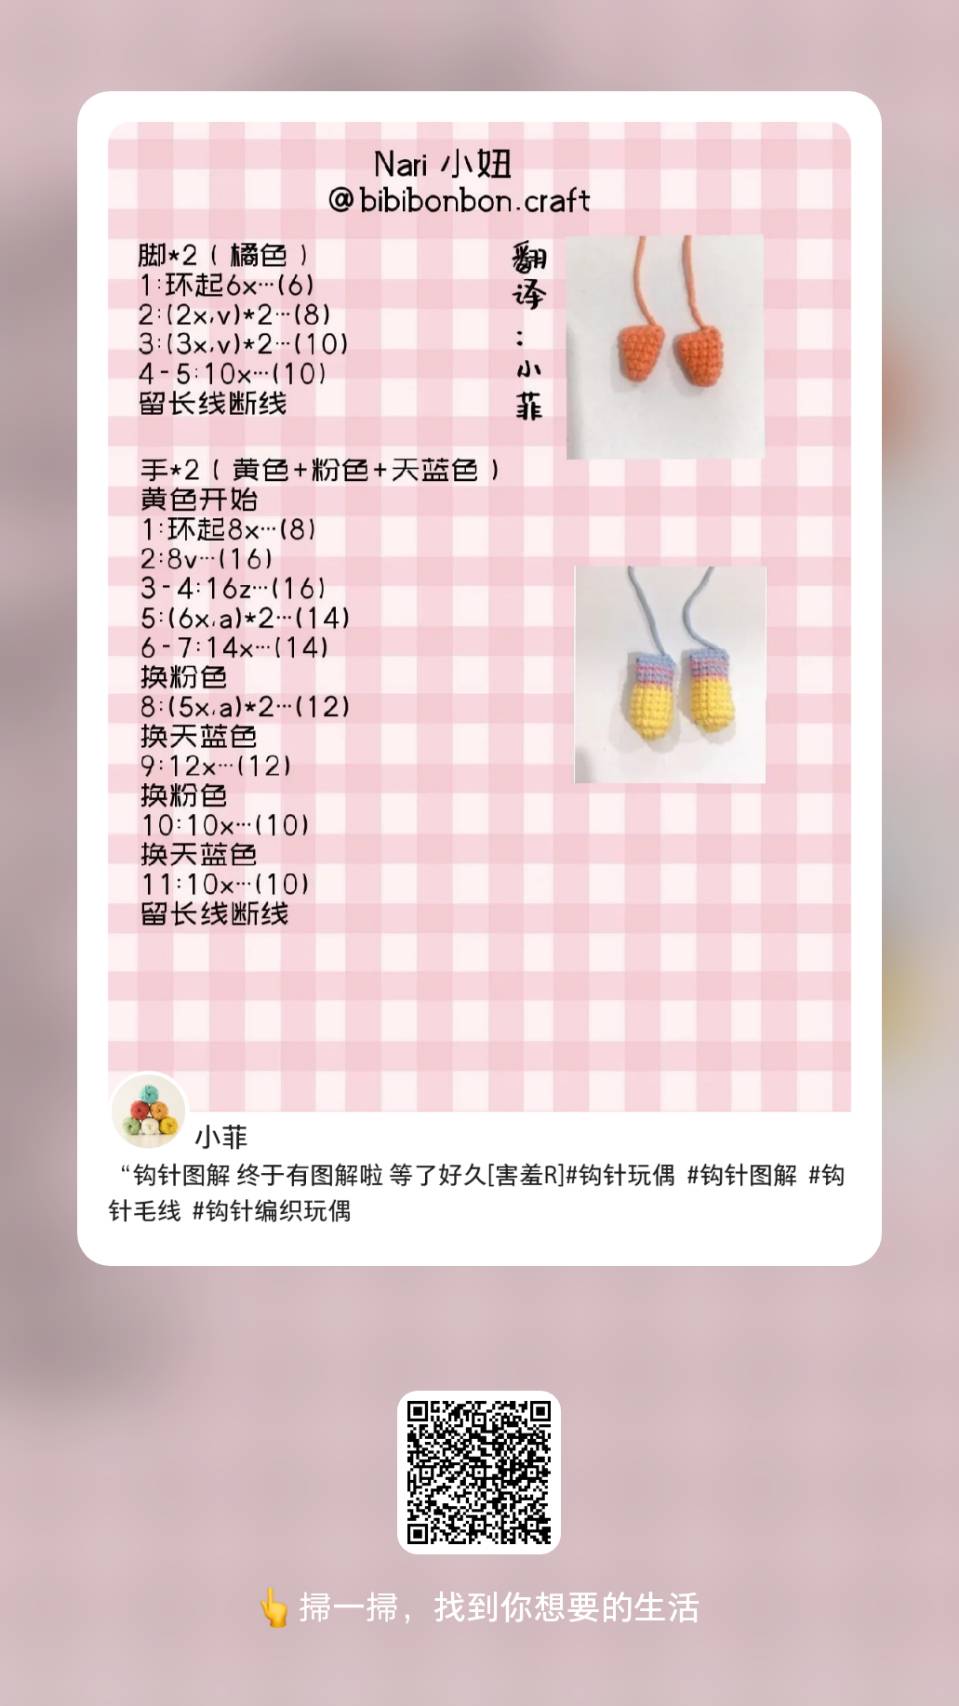 Nari 小妞
@bibibonbon.craft
脚*2（橘色）
1:环起6x…(6)
2:(2x,v)*2…(8)
3:(3x,v)*2…(10)
4-5:10x…(10)
留长线断线
翻译：小菲
手*2（黄色+粉色+天蓝色）
黄色开始
1:环起8x…(8)
2:8v…(16)
3-4:16z…(16)
5:(6x,a)*2…(14)
6-7:14x…(14)
换粉色
8:(5x,a)*2…(12)
换天蓝色
9:12x…(12)
换粉色
10:10x…(10)
换天蓝色
11:10x…(10)
留长线断线
小菲
“钩针图解 终于有图解啦 等了好久[害羞R]#钩针玩偶 #钩针图解 #钩
针毛线 #钩针编织玩偶
👆扫一扫，找到你想要的生活